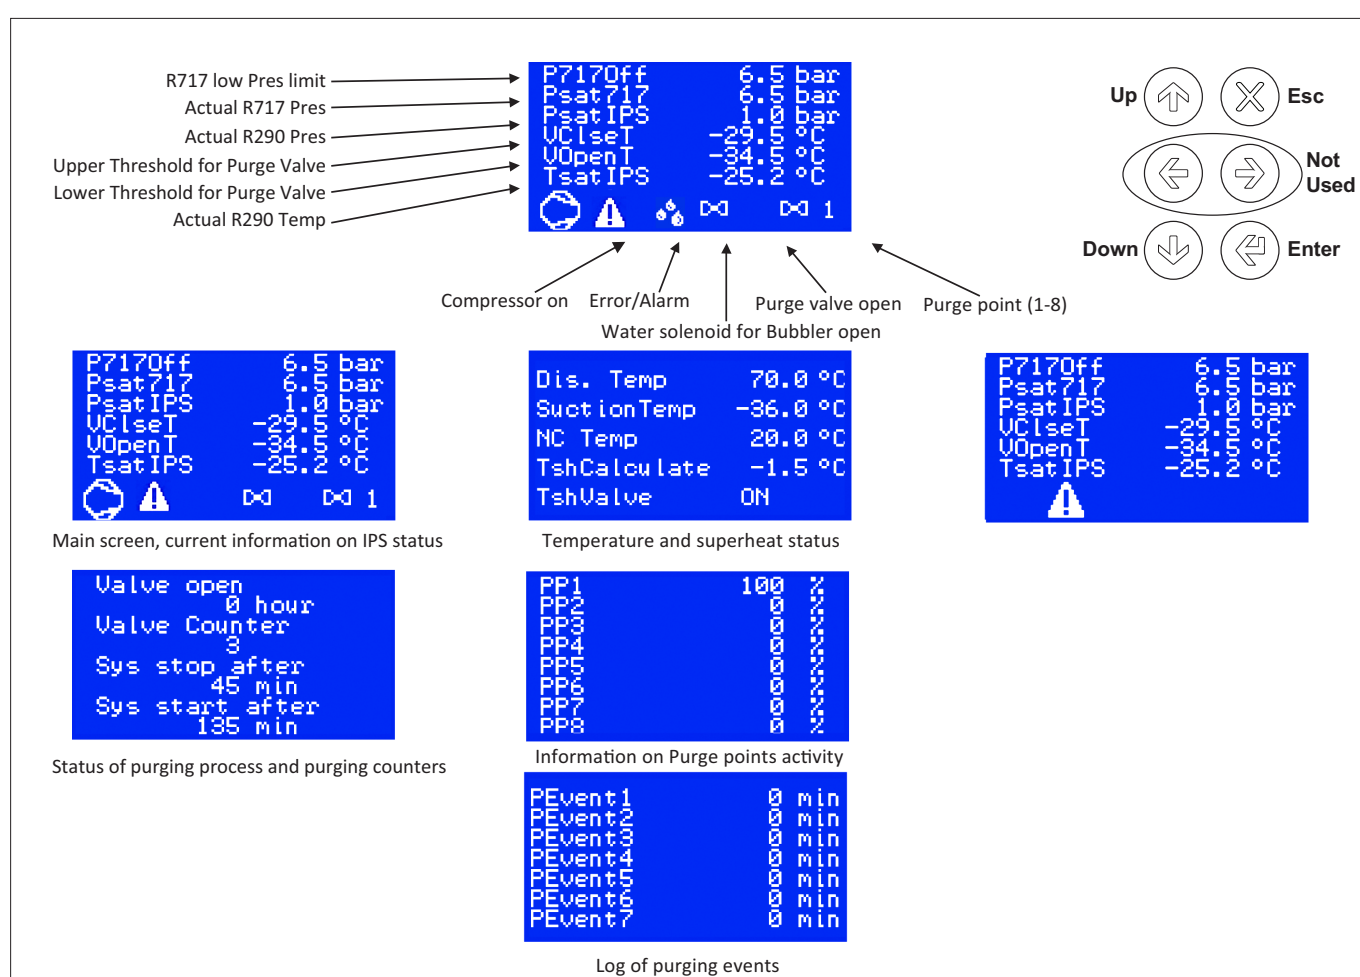 R717 low Pres limit
Actual R717 Pres
Actual R290 Pres
Upper Threshold for Purge Valve
Lower Threshold for Purge Valve
Actual R290 Temp
P717Off 6.5 bar
Psat717 6.5 bar
PsatIPS 1.0 bar
VClseT -29.5 °C
VOpenT -34.5 °C
TsatIPS -25.2 °C
1
Up
Esc
Not
Used
Down
Enter
Compressor on
Error/Alarm
Purge valve open
Purge point (1-8)
Water solenoid for Bubbler open
P717Off 6.5 bar
Psat717 6.5 bar
PsatIPS 1.0 bar
VClseT -29.5 °C
VOpenT -34.5 °C
TsatIPS -25.2 °C
1
Main screen, current information on IPS status
Dis. Temp 70.0 °C
SuctionTemp -36.0 °C
NC Temp 20.0 °C
TshCalculate -1.5 °C
TshValve ON
Temperature and superheat status
P717Off 6.5 bar
Psat717 6.5 bar
PsatIPS 1.0 bar
VClseT -29.5 °C
VOpenT -34.5 °C
TsatIPS -25.2 °C
Valve open
0 hour
Valve Counter
3
Sys stop after
45 min
Sys start after
135 min
Status of purging process and purging counters
PP1 100 %
PP2 0 %
PP3 0 %
PP4 0 %
PP5 0 %
PP6 0 %
PP7 0 %
PP8 0 %
Information on Purge points activity
PEvent1 0 min
PEvent2 0 min
PEvent3 0 min
PEvent4 0 min
PEvent5 0 min
PEvent6 0 min
PEvent7 0 min
Log of purging events